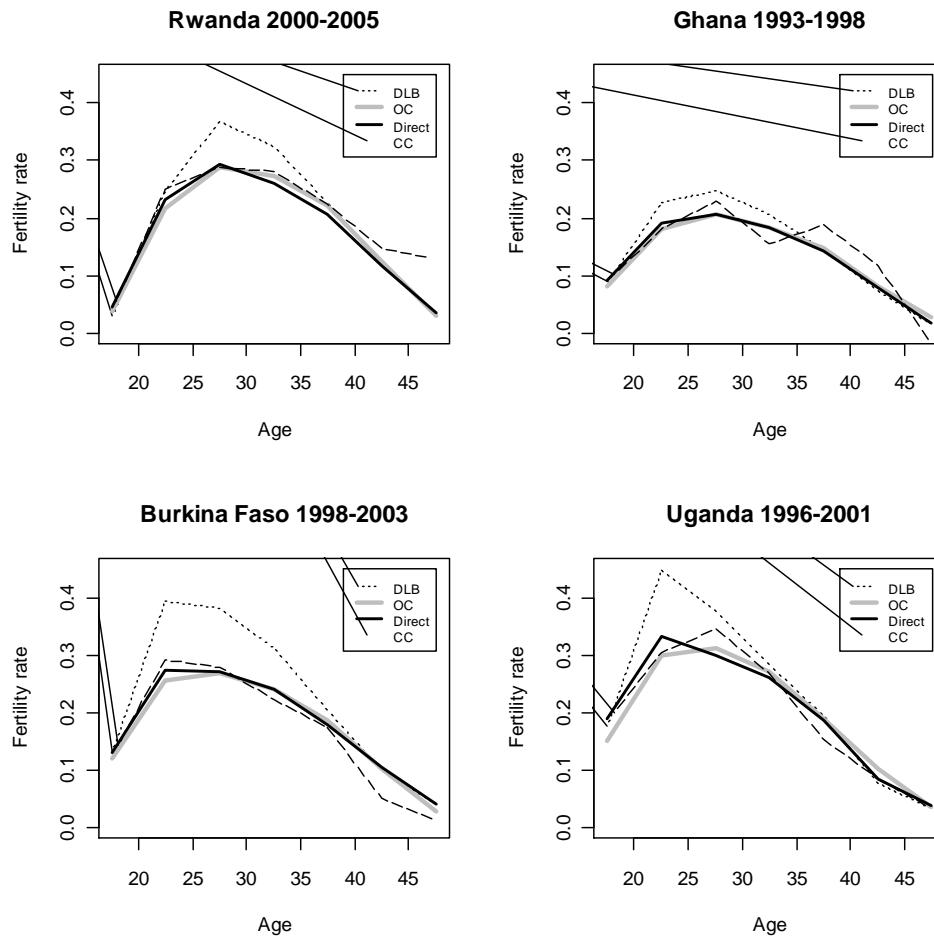 Rwanda 2000-2005
Fertility rate
0.0 0.1 0.2 0.3 0.4
DLB
OC
Direct
CC
20 25 30 35 40 45
Age
Ghana 1993-1998
Fertility rate
0.0 0.1 0.2 0.3 0.4
DLB
OC
Direct
CC
20 25 30 35 40 45
Age
Burkina Faso 1998-2003
Fertility rate
0.0 0.1 0.2 0.3 0.4
DLB
OC
Direct
CC
20 25 30 35 40 45
Age
Uganda 1996-2001
Fertility rate
0.0 0.1 0.2 0.3 0.4
DLB
OC
Direct
CC
20 25 30 35 40 45
Age